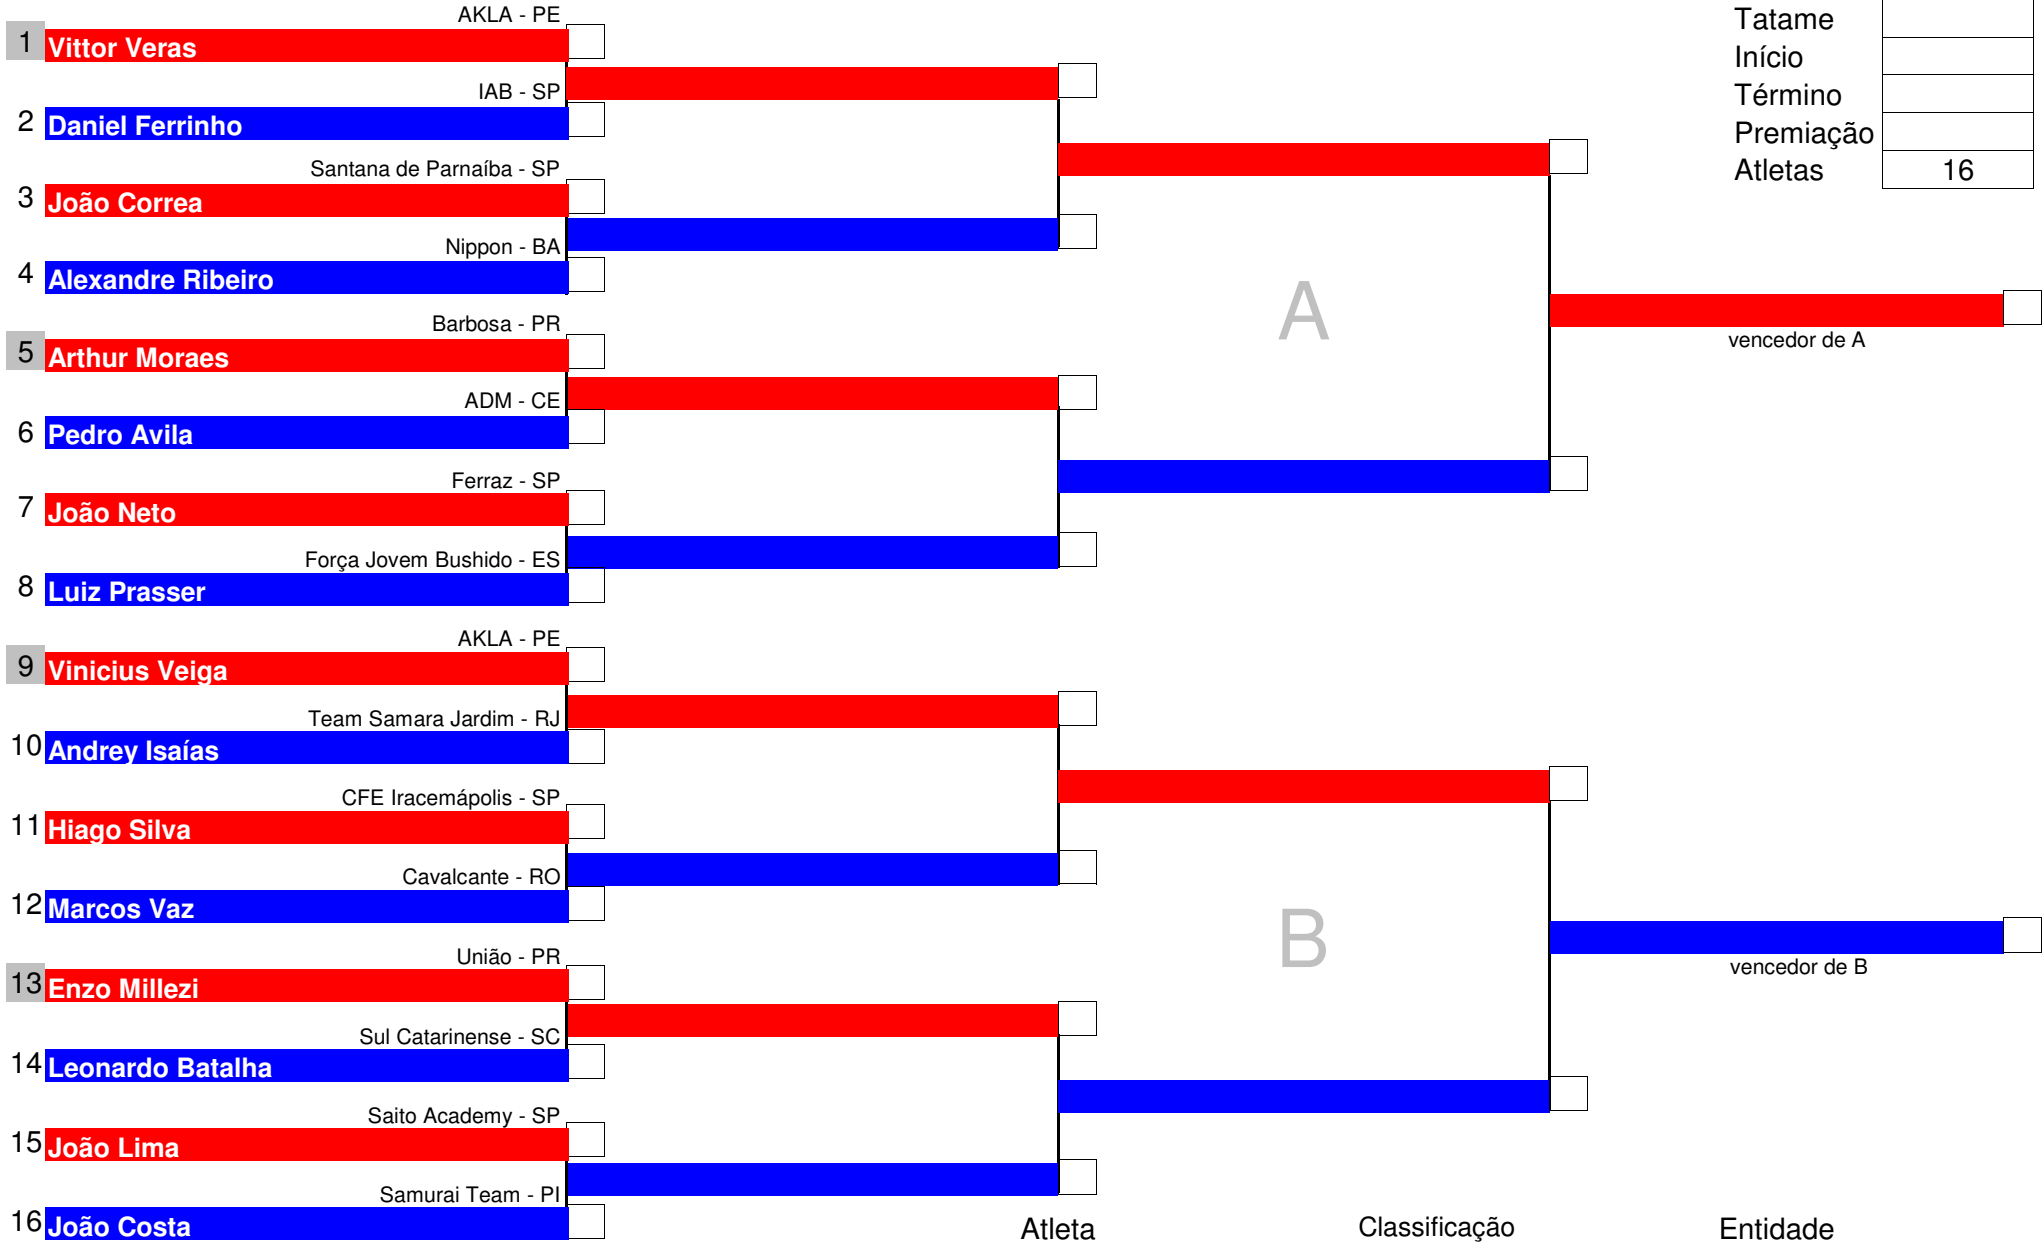 AKLA - PE
1 Vittor Veras
IAB - SP
2 Daniel Ferrinho
Santana de Parnaíba - SP
3 João Correa
Nippon - BA
4 Alexandre Ribeiro
Barbosa - PR
5 Arthur Moraes
ADM - CE
6 Pedro Avila
Ferraz - SP
7 João Neto
Força Jovem Bushido - ES
8 Luiz Prasser
AKLA - PE
9 Vinicius Veiga
Team Samara Jardim - RJ
10 Andrey Isaías
CFE Iracemápolis - SP
11 Hiago Silva
Cavalcante - RO
12 Marcos Vaz
União - PR
13 Enzo Millezi
Sul Catarinense - SC
14 Leonardo Batalha
Saito Academy - SP
15 João Lima
Samurai Team - PI
16 João Costa
A
B
Tatame
Início
Término
Premiação
Atletas 16
vencedor de A
vencedor de B
Atleta Classificação Entidade